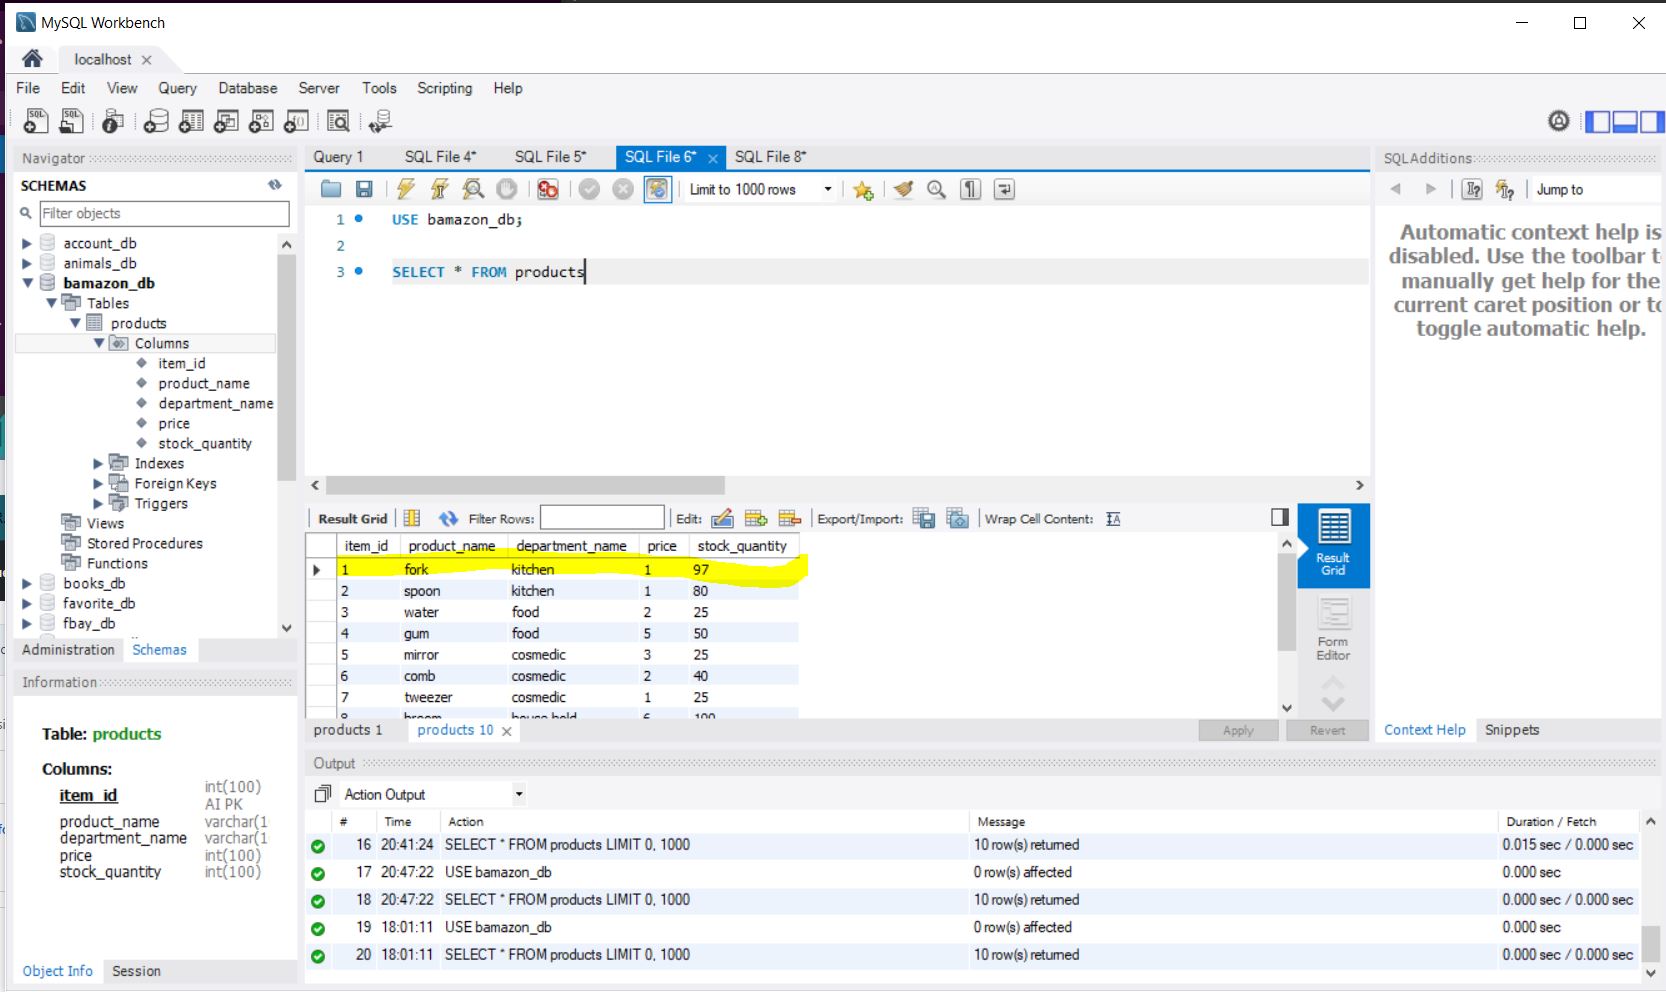 MySQL Workbench
localhost
File Edit View Query Database Server Tools Scripting Help
Navigator
SCHEMAS
Filter objects
account_db
animals_db
bamazon_db
Tables
products
Columns
item_id
product_name
department_name
price
stock_quantity
Indexes
Foreign Keys
Triggers
Views
Stored Procedures
Functions
books_db
favorite_db
fbay_db
Administration Schemas
Information
Table: products
Columns:
item_id int(100)
AI PK
product_name varchar(1
department_name varchar(1
price int(100)
stock_quantity int(100)
Object Info Session
Query 1 SQL File 4* SQL File 5* SQL File 6* SQL File 8*
Limit to 1000 rows
1 USE bamazon_db;
2
3 SELECT * FROM products
Result Grid Filter Rows: Edit: Export/Import: Wrap Cell Content:
item_id product_name department_name price stock_quantity
1 fork kitchen 1 97
2 spoon kitchen 1 80
3 water food 2 25
4 gum food 5 50
5 mirror cosmedic 3 25
6 comb cosmedic 2 40
7 tweezer cosmedic 1 25
8 broom house hold 6 100
Result
Grid
Form
Editor
products 1 products 10 Apply Revert
SQLAdditions
Jump to
Automatic context help is
disabled. Use the toolbar t
manually get help for the
current caret position or to
toggle automatic help.
Context Help Snippets
Output
Action Output
# Time Action Message Duration / Fetch
16 20:41:24 SELECT * FROM products LIMIT 0, 1000 10 row(s) returned 0.015 sec / 0.000 sec
17 20:47:22 USE bamazon_db 0 row(s) affected 0.000 sec
18 20:47:22 SELECT * FROM products LIMIT 0, 1000 10 row(s) returned 0.000 sec / 0.000 sec
19 18:01:11 USE bamazon_db 0 row(s) affected 0.000 sec
20 18:01:11 SELECT * FROM products LIMIT 0, 1000 10 row(s) returned 0.000 sec / 0.000 sec